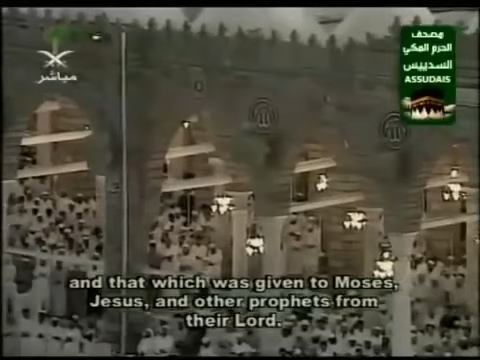 مباشر
مصحف
الحرم المكي
السديس
ASSUDAIS
and that which was given to Moses,
Jesus, and other prophets from
their Lord.